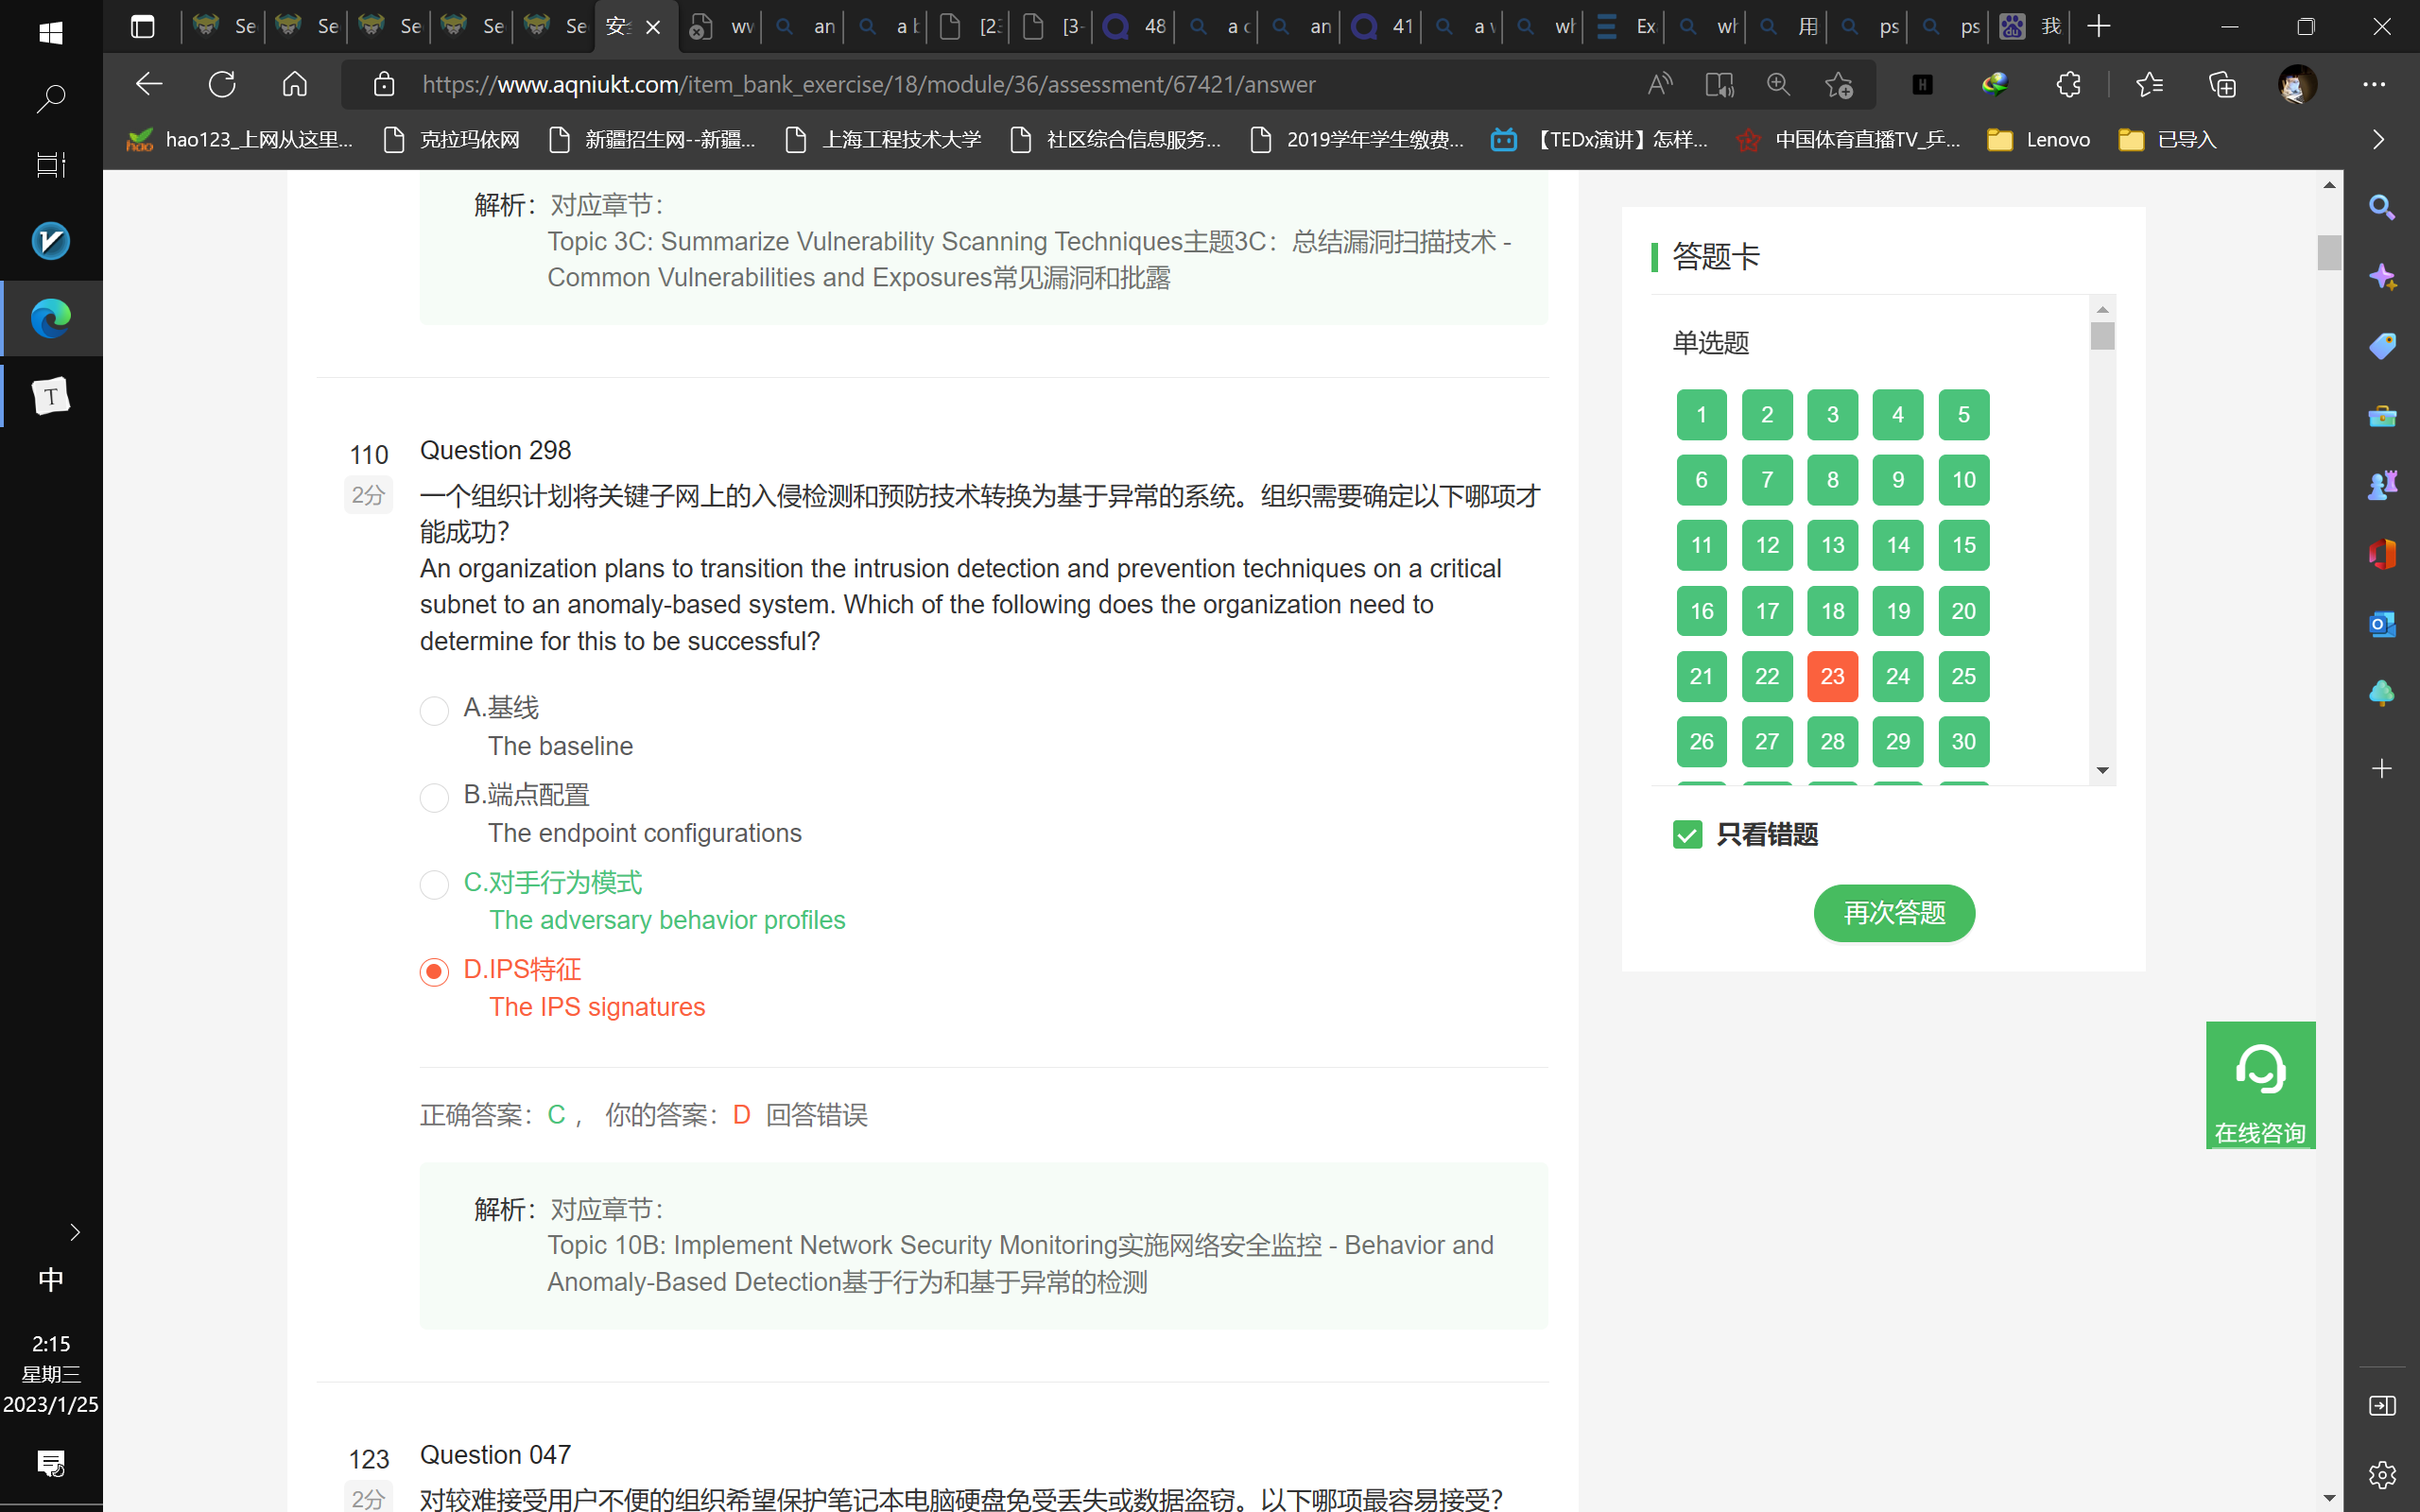 Se
Se
Se
Se
Se
安
wv
an
a b
[2
[3-
48
a c
an
41
a v
wh
Ex
wh
用
ps
ps
我
https://www.aqniukt.com/item_bank_exercise/18/module/36/assessment/67421/answer
hao123_上网从这里...
克拉玛依网
新疆招生网--新疆...
上海工程技术大学
社区综合信息服务...
2019学年学生缴费...
【TEDx演讲】怎样...
中国体育直播TV_乒...
Lenovo
已导入
解析：对应章节：
Topic 3C: Summarize Vulnerability Scanning Techniques主题3C：总结漏洞扫描技术 -
Common Vulnerabilities and Exposures常见漏洞和批露
110
2分
Question 298
一个组织计划将关键子网上的入侵检测和预防技术转换为基于异常的系统。组织需要确定以下哪项才
能成功？
An organization plans to transition the intrusion detection and prevention techniques on a critical
subnet to an anomaly-based system. Which of the following does the organization need to
determine for this to be successful?
A.基线
The baseline
B.端点配置
The endpoint configurations
C.对手行为模式
The adversary behavior profiles
D.IPS特征
The IPS signatures
正确答案：C ， 你的答案：D 回答错误
解析：对应章节：
Topic 10B: Implement Network Security Monitoring实施网络安全监控 - Behavior and
Anomaly-Based Detection基于行为和基于异常的检测
123
2分
Question 047
对较难接受用户不便的组织希望保护笔记本电脑硬盘免受丢失或数据盗窃。以下哪项最容易接受？
答题卡
单选题
1 2 3 4 5
6 7 8 9 10
11 12 13 14 15
16 17 18 19 20
21 22 23 24 25
26 27 28 29 30
只看错题
再次答题
在线咨询
中
2:15
星期三
2023/1/25